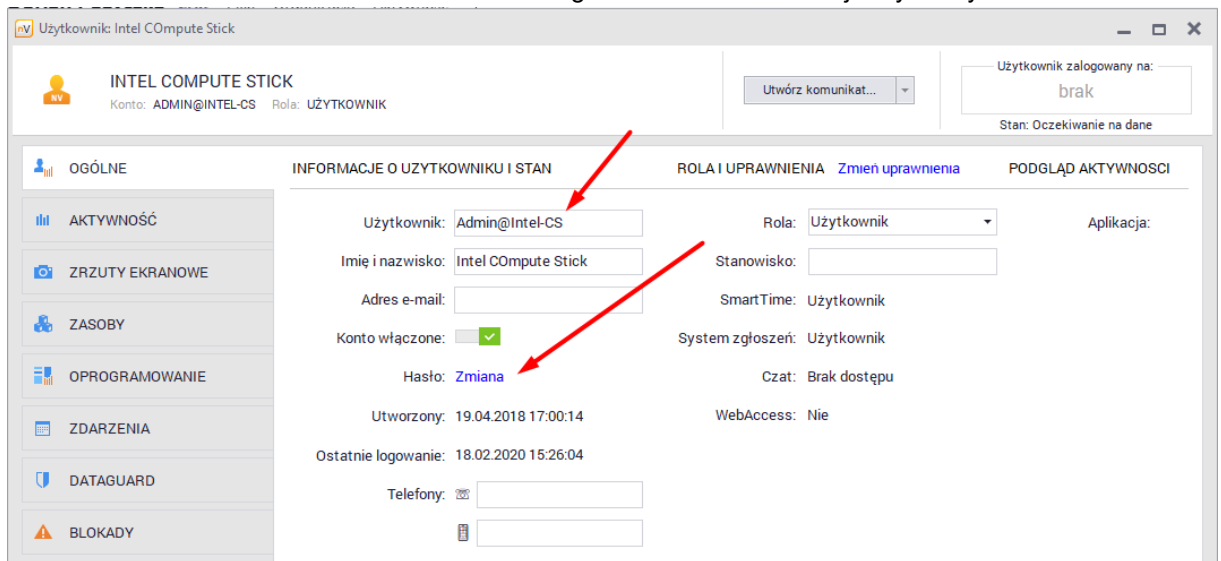 nV Użytkownik: Intel COmpute Stick
INTEL COMPUTE STICK
Konto: ADMIN@INTEL-CS Rola: UŻYTKOWNIK
NV
Utwórz komunikat...
Użytkownik zalogowany na:
brak
Stan: Oczekiwanie na dane
OGÓLNE
AKTYWNOŚĆ
ZRZUTY EKRANOWE
ZASOBY
OPROGRAMOWANIE
ZDARZENIA
DATAGUARD
BLOKADY
INFORMACJE O UZYTKOWNIKU I STAN
Użytkownik: Admin@Intel-CS
Imię i nazwisko: Intel COmpute Stick
Adres e-mail:
Konto włączone:
Hasło: Zmiana
Utworzony: 19.04.2018 17:00:14
Ostatnie logowanie: 18.02.2020 15:26:04
Telefony:
ROLA I UPRAWNIENIA Zmień uprawnienia
Rola: Użytkownik
Stanowisko:
SmartTime: Użytkownik
System zgłoszeń: Użytkownik
Czat: Brak dostępu
WebAccess: Nie
PODGLĄD AKTYWNOSCI
Aplikacja: